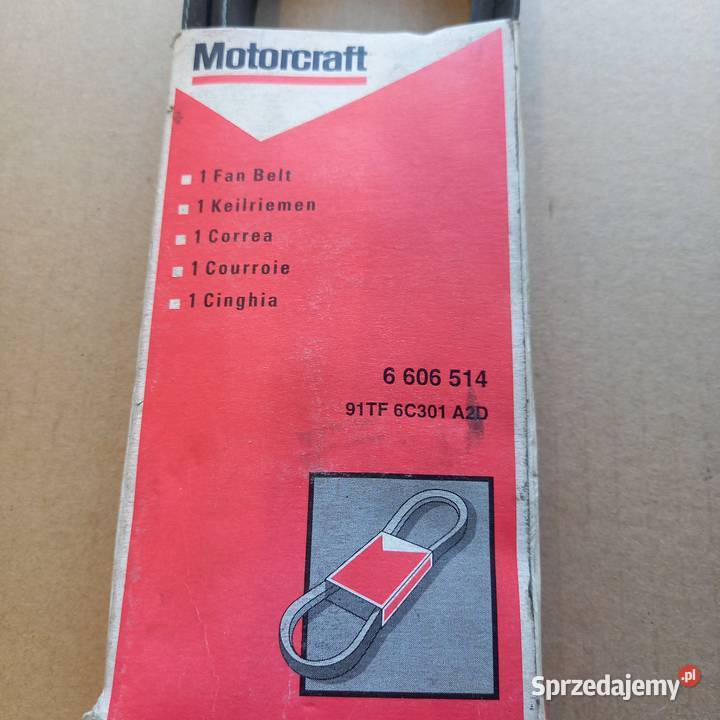 Motorcraft
1 Fan Belt
1 Keilriemen
1 Correa
1 Courroie
1 Cinghia
6 606 514
91TF 6C301 A2D
Sprzedajemy.pl